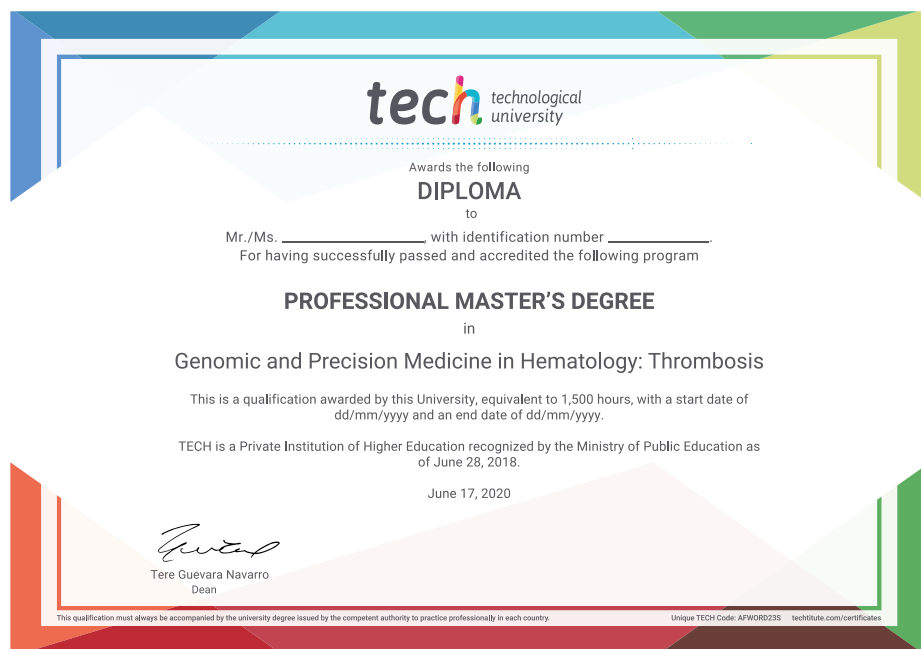 tech technological university
Awards the following
DIPLOMA
to
Mr./Ms. ____________________, with identification number ______________.
For having successfully passed and accredited the following program
PROFESSIONAL MASTER'S DEGREE
in
Genomic and Precision Medicine in Hematology: Thrombosis
This is a qualification awarded by this University, equivalent to 1,500 hours, with a start date of
dd/mm/yyyy and an end date of dd/mm/yyyy.
TECH is a Private Institution of Higher Education recognized by the Ministry of Public Education as
of June 28, 2018.
June 17, 2020
Tere Guevara Navarro
Dean
This qualification must always be accompanied by the university degree issued by the competent authority to practice professionally in each country.
Unique TECH Code: AFWORD23S techtitute.com/certificates